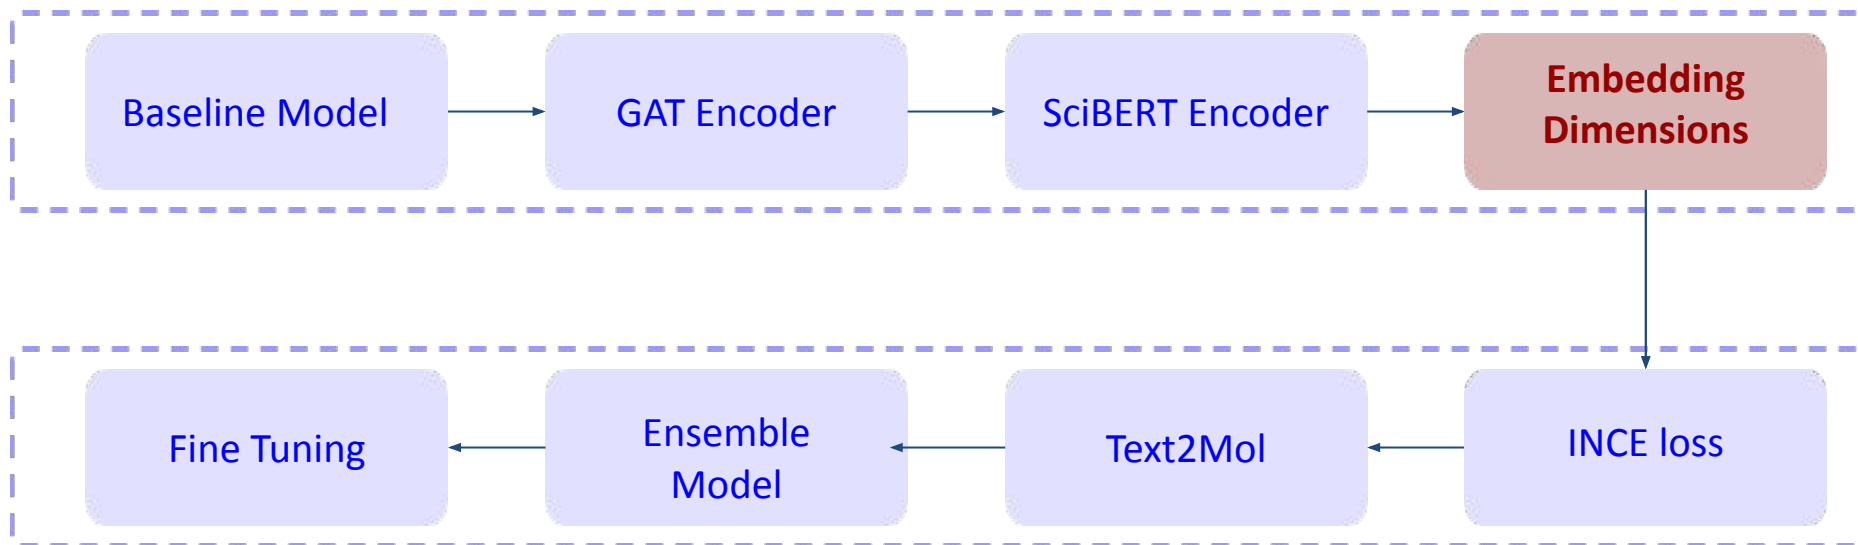 Baseline Model
GAT Encoder
SciBERT Encoder
Embedding
Dimensions
Fine Tuning
Ensemble
Model
Text2Mol
INCE loss